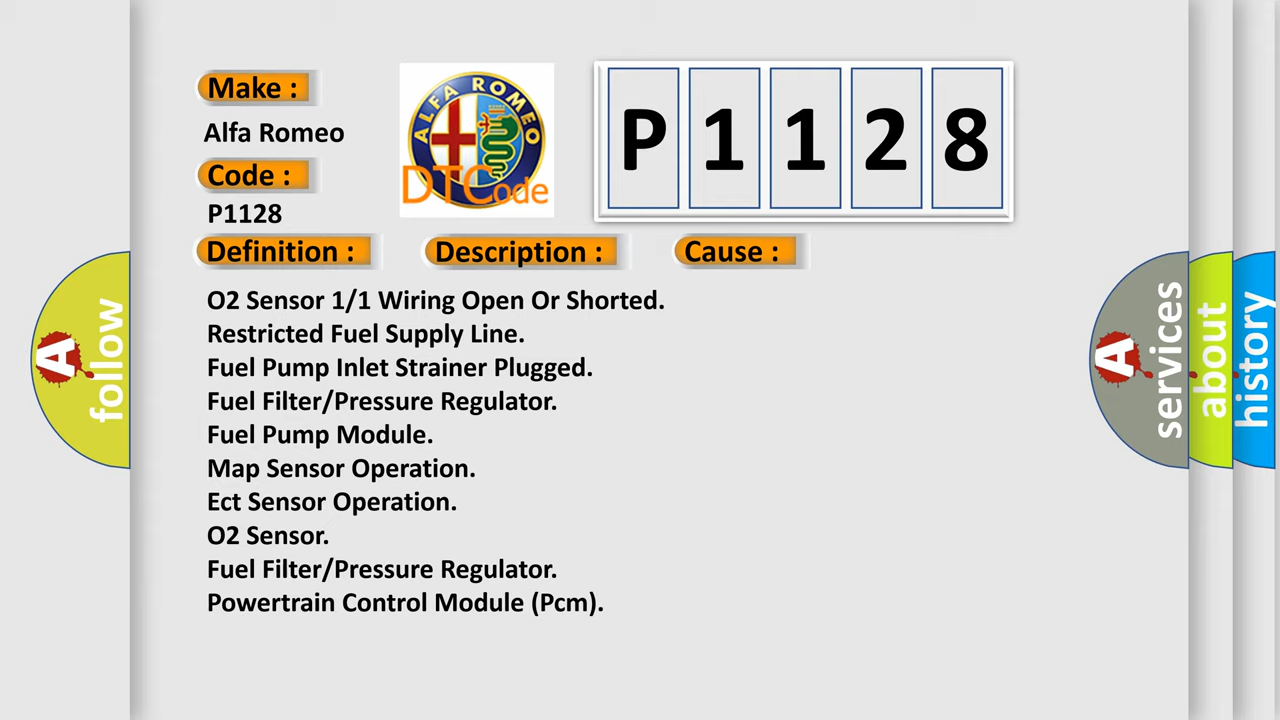 Make :
Alfa Romeo
Code :
P1128
ALFA ROMEO
DTCode
P 1 1 2 8
Definition :
Description :
Cause :
O2 Sensor 1/1 Wiring Open Or Shorted.
Restricted Fuel Supply Line.
Fuel Pump Inlet Strainer Plugged.
Fuel Filter/Pressure Regulator.
Fuel Pump Module.
Map Sensor Operation.
Ect Sensor Operation.
O2 Sensor.
Fuel Filter/Pressure Regulator.
Powertrain Control Module (Pcm).
A
follow
A
services
about
history